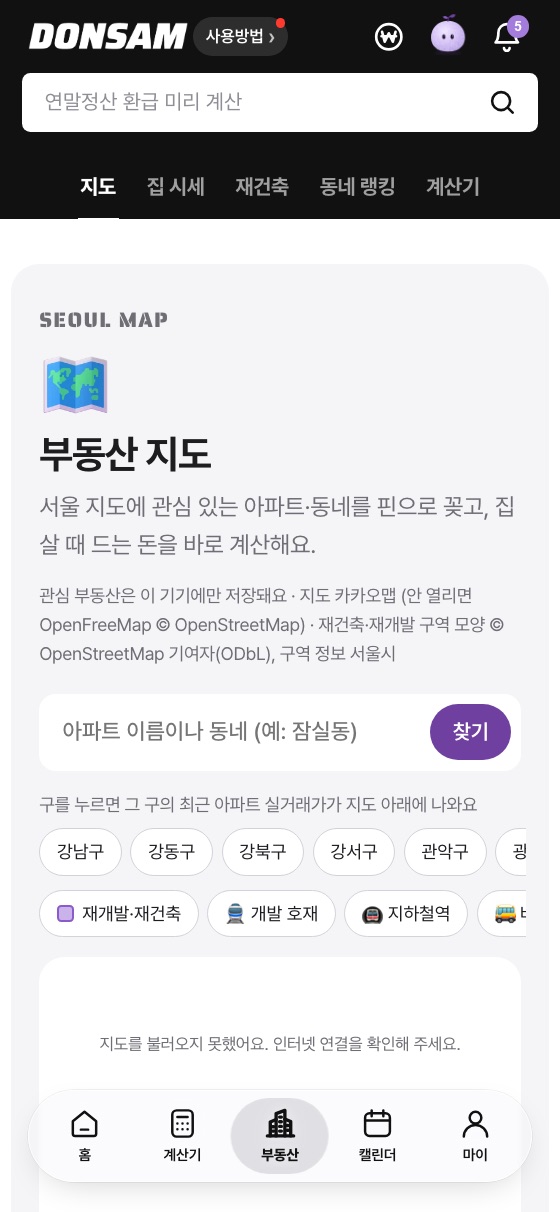 DONSAM
사용방법 ›
5
연말정산 환급 미리 계산
지도 집 시세 재건축 동네 랭킹 계산기
SEOUL MAP
부동산 지도
서울 지도에 관심 있는 아파트·동네를 핀으로 꽂고, 집
살 때 드는 돈을 바로 계산해요.
관심 부동산은 이 기기에만 저장돼요 · 지도 카카오맵 (안 열리면
OpenFreeMap © OpenStreetMap) · 재건축·재개발 구역 모양 ©
OpenStreetMap 기여자(ODbL), 구역 정보 서울시
아파트 이름이나 동네 (예: 잠실동) 찾기
구를 누르면 그 구의 최근 아파트 실거래가가 지도 아래에 나와요
강남구 강동구 강북구 강서구 관악구
재개발·재건축 개발 호재 지하철역
지도를 불러오지 못했어요. 인터넷 연결을 확인해 주세요.
홈 계산기 부동산 캘린더 마이